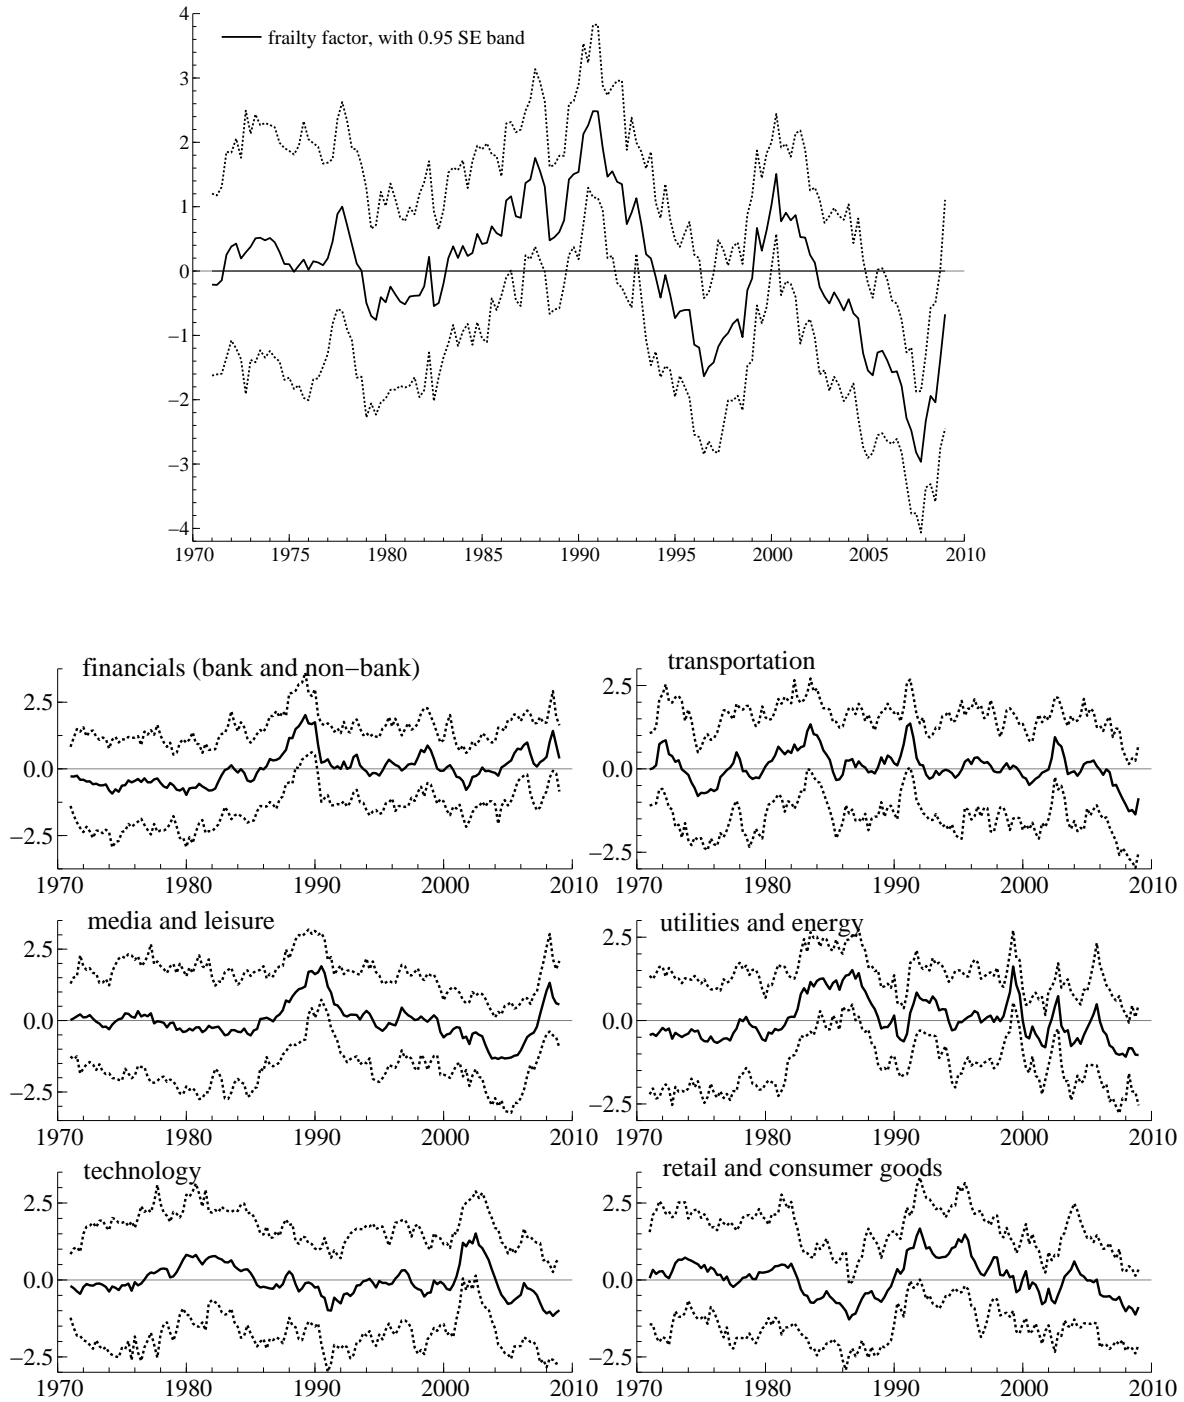 4
frailty factor, with 0.95 SE band
3
2
1
0
−1
−2
−3
−4
1970 1975 1980 1985 1990 1995 2000 2005 2010
financials (bank and non−bank)
2.5
0.0
−2.5
1970 1980 1990 2000 2010
transportation
2.5
0.0
−2.5
1970 1980 1990 2000 2010
media and leisure
2.5
0.0
−2.5
1970 1980 1990 2000 2010
utilities and energy
2.5
0.0
−2.5
1970 1980 1990 2000 2010
technology
2.5
0.0
−2.5
1970 1980 1990 2000 2010
retail and consumer goods
2.5
0.0
−2.5
1970 1980 1990 2000 2010